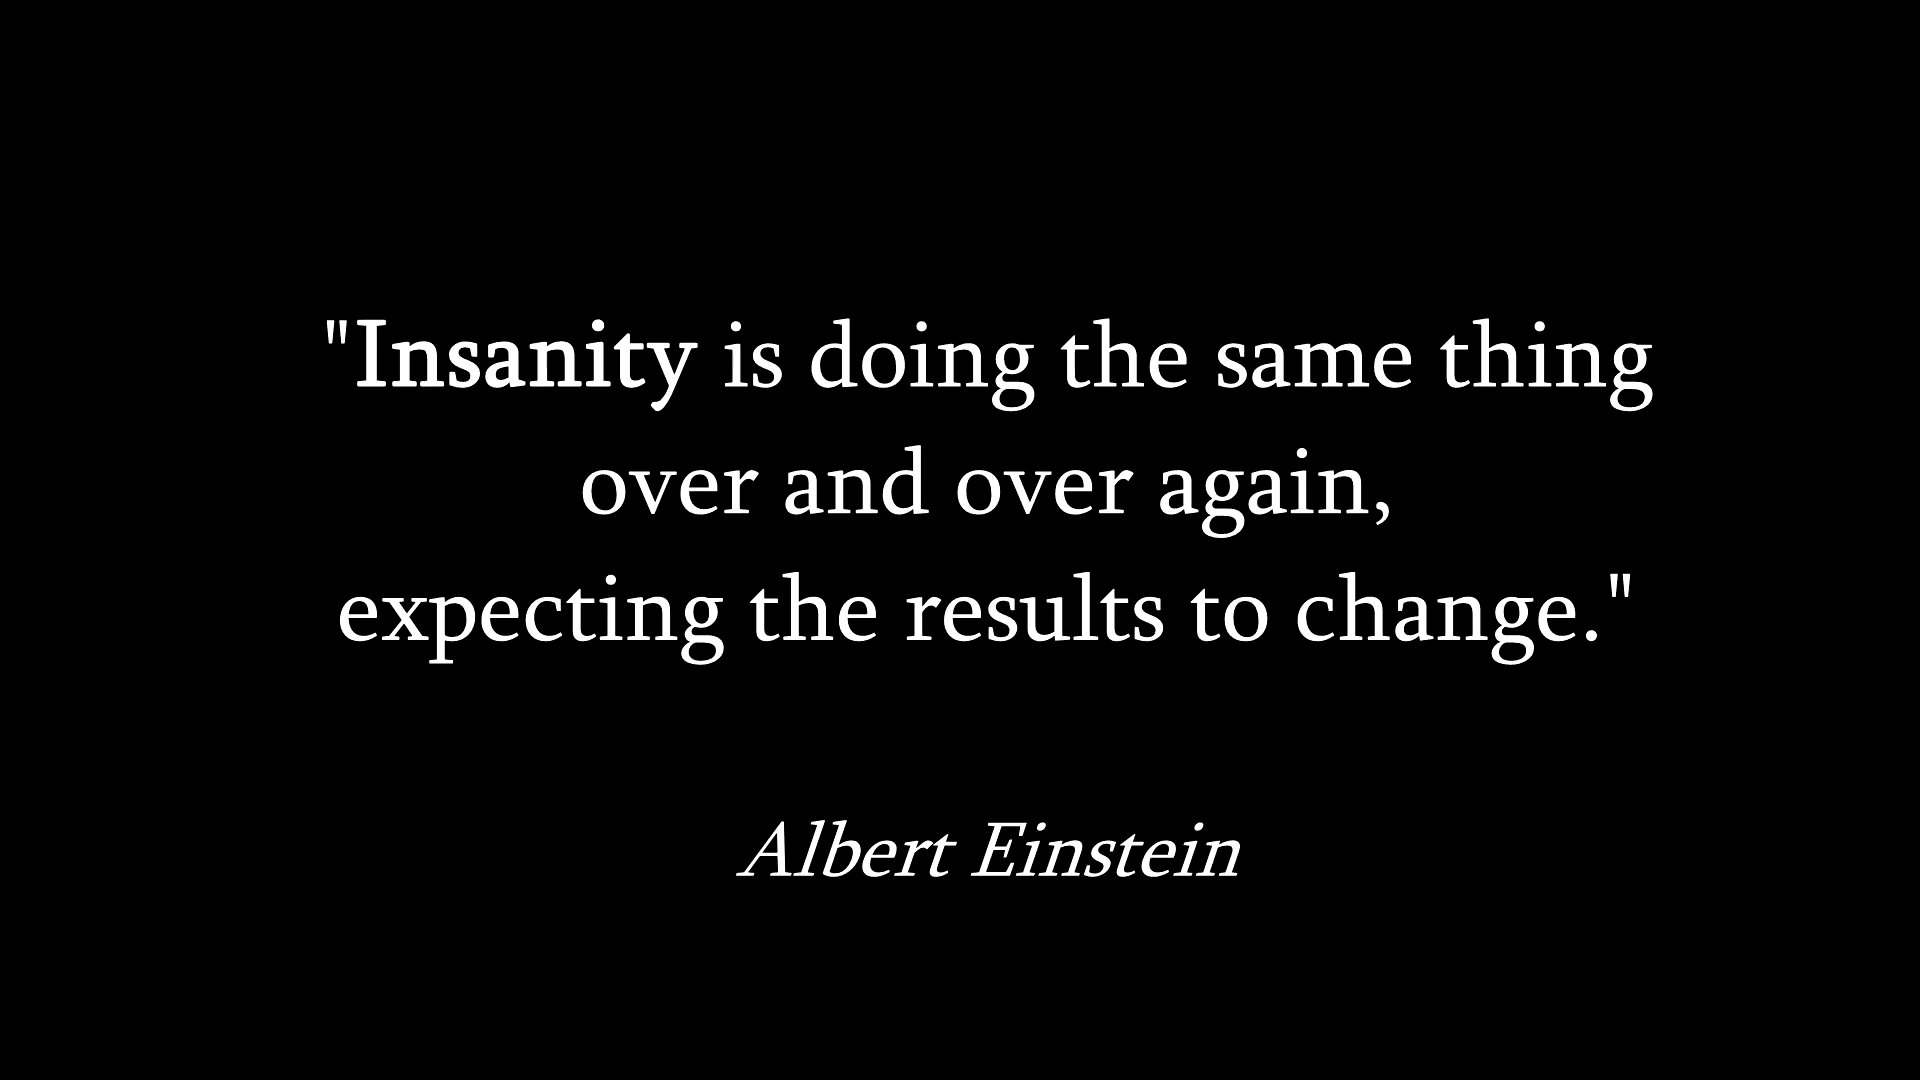 "Insanity is doing the same thing
over and over again,
expecting the results to change."
Albert Einstein